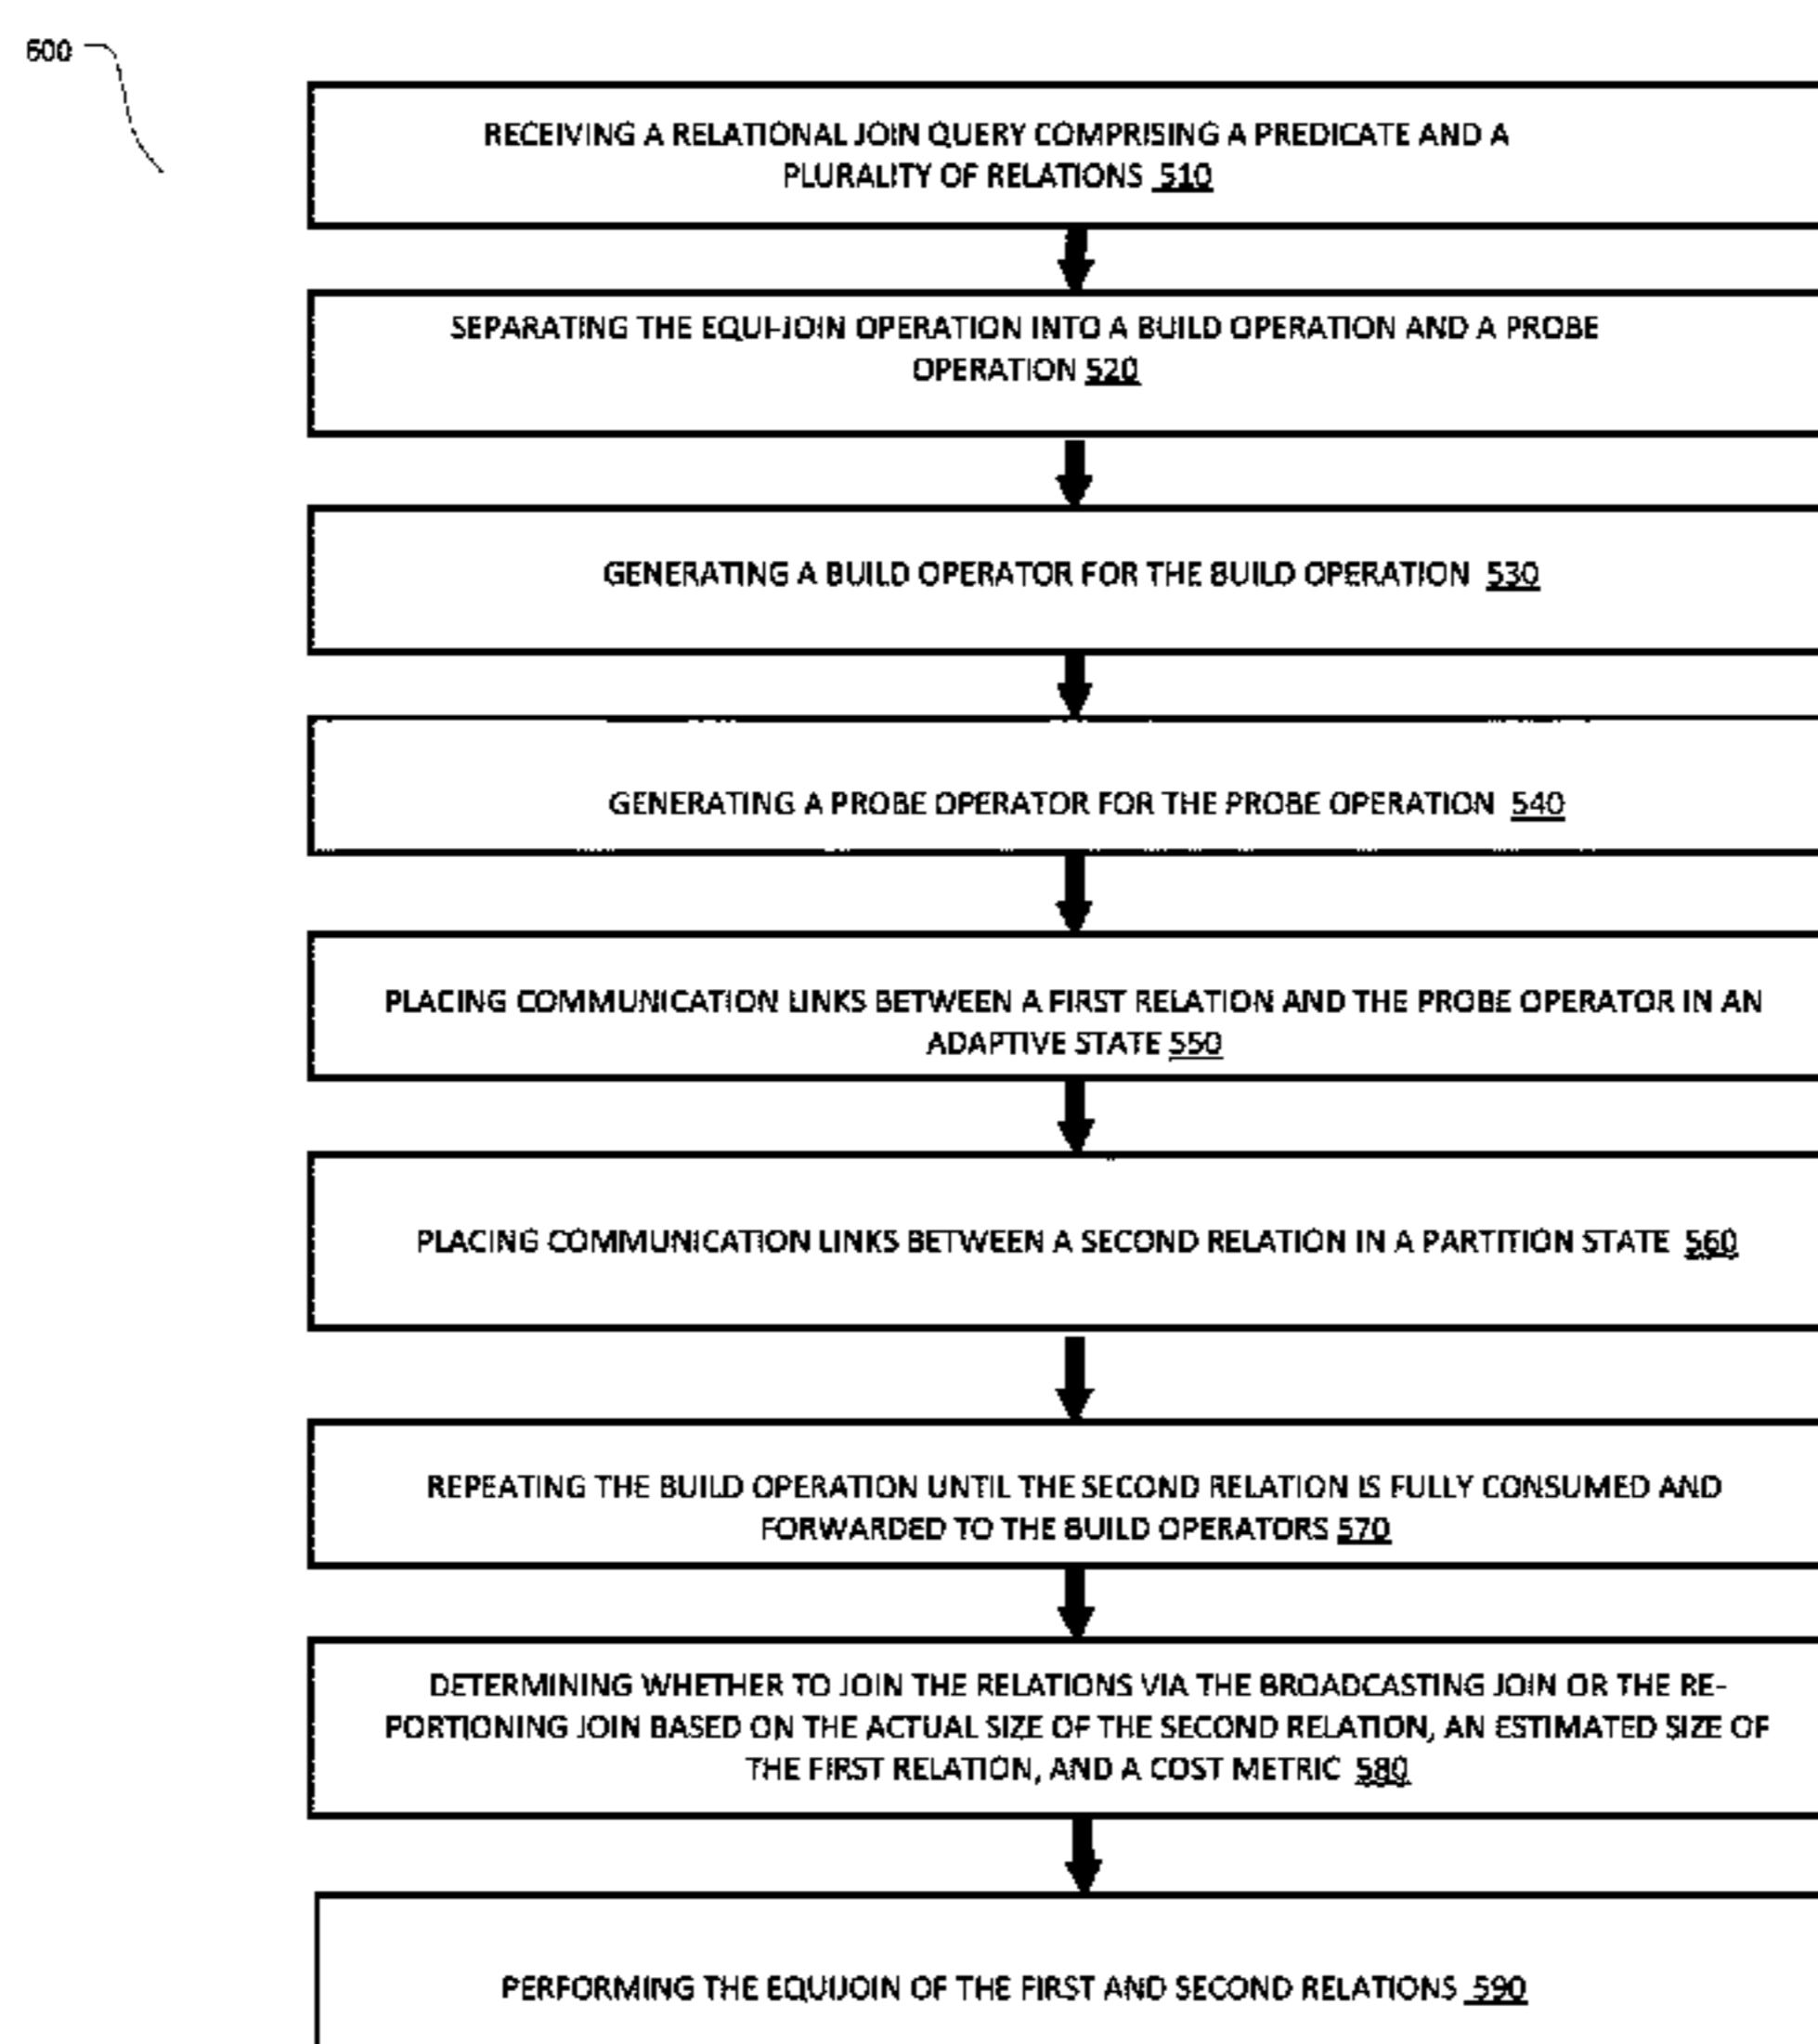 600
RECEIVING A RELATIONAL JOIN QUERY COMPRISING A PREDICATE AND A
PLURALITY OF RELATIONS 510
SEPARATING THE EQUI-JOIN OPERATION INTO A BUILD OPERATION AND A PROBE
OPERATION 520
GENERATING A BUILD OPERATOR FOR THE BUILD OPERATION 530
GENERATING A PROBE OPERATOR FOR THE PROBE OPERATION 540
PLACING COMMUNICATION LINKS BETWEEN A FIRST RELATION AND THE PROBE OPERATOR IN AN
ADAPTIVE STATE 550
PLACING COMMUNICATION LINKS BETWEEN A SECOND RELATION IN A PARTITION STATE 560
REPEATING THE BUILD OPERATION UNTIL THE SECOND RELATION IS FULLY CONSUMED AND
FORWARDED TO THE BUILD OPERATORS 570
DETERMINING WHETHER TO JOIN THE RELATIONS VIA THE BROADCASTING JOIN OR THE RE-
PORTIONING JOIN BASED ON THE ACTUAL SIZE OF THE SECOND RELATION, AN ESTIMATED SIZE OF
THE FIRST RELATION, AND A COST METRIC 580
PERFORMING THE EQUIJOIN OF THE FIRST AND SECOND RELATIONS 590